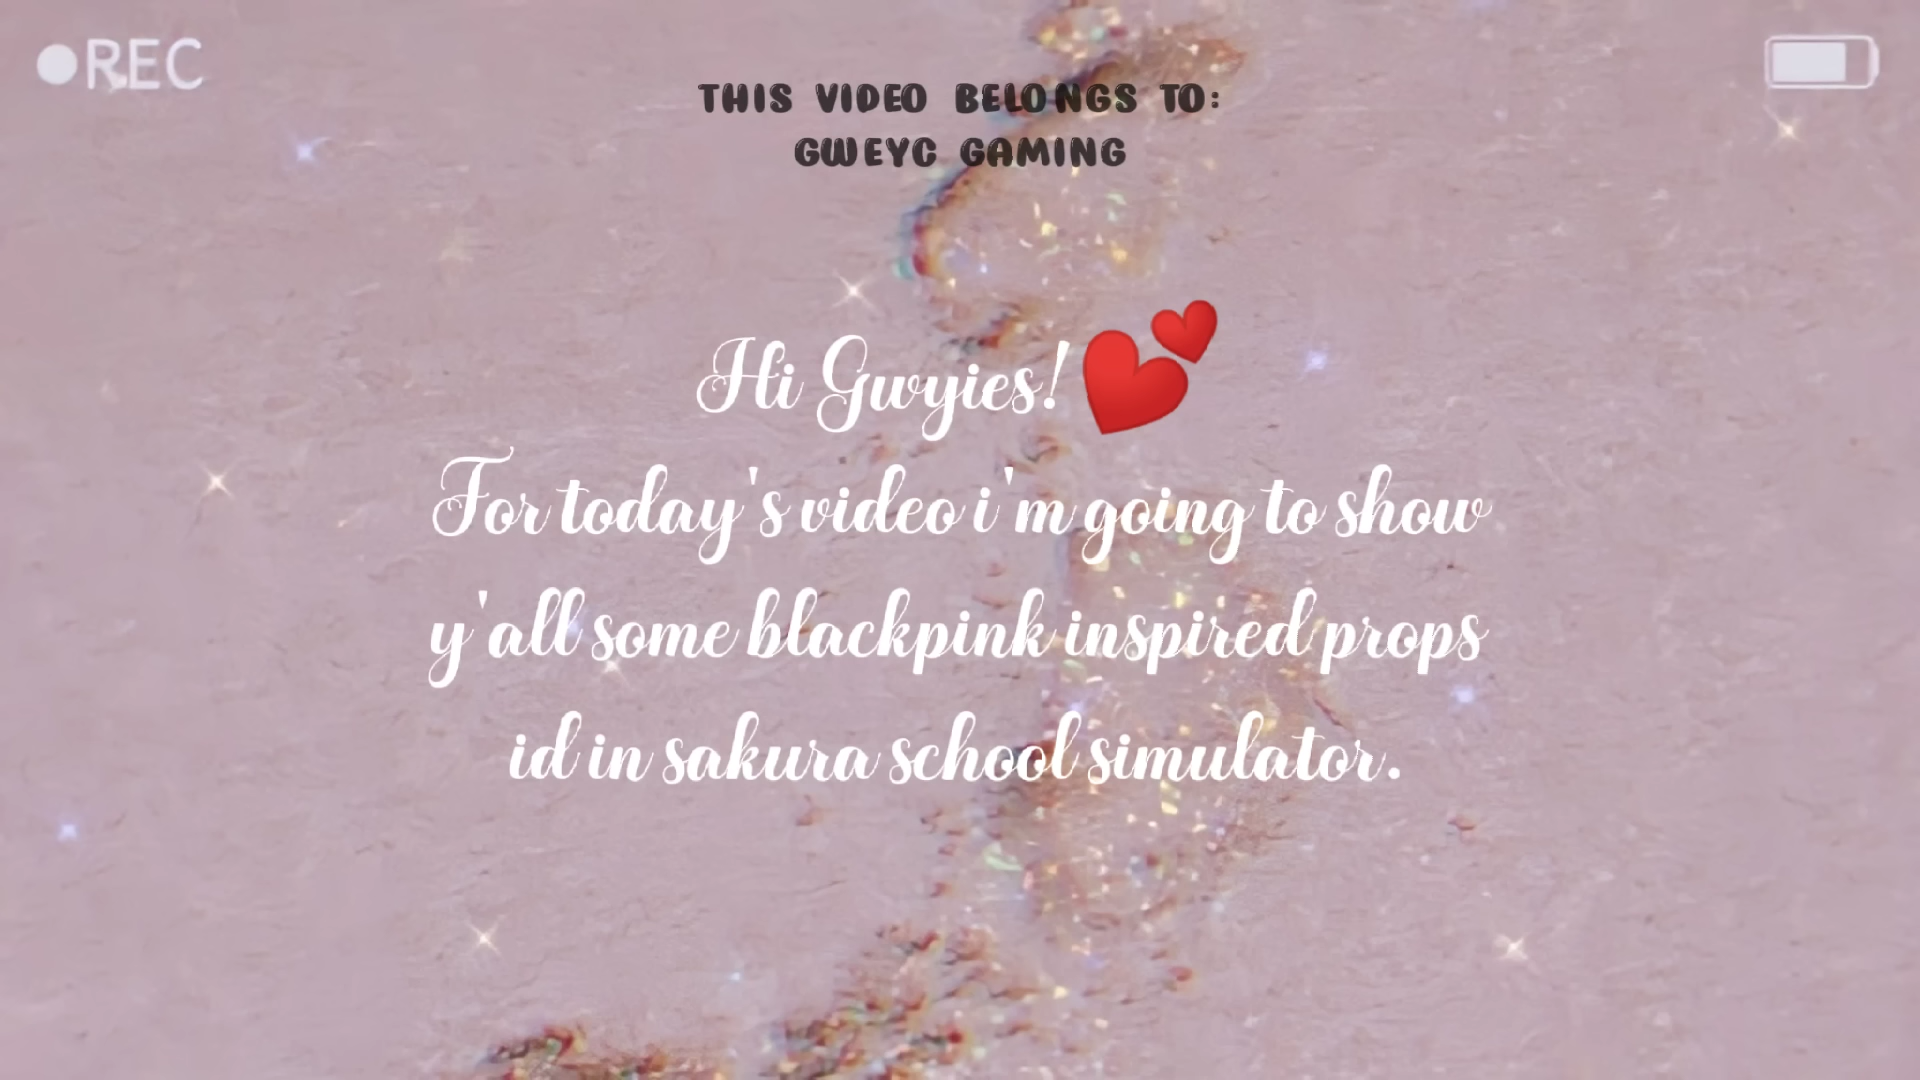 ●REC
THIS VIDEO BELONGS TO:
GWEYC GAMING
Hi Gwyies! 💕
For today's video i'm going to show
y'all some blackpink inspired props
id in sakura school simulator.